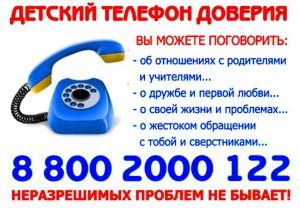 ДЕТСКИЙ ТЕЛЕФОН ДОВЕРИЯ
ВЫ МОЖЕТЕ ПОГОВОРИТЬ:
- об отношениях с родителями
и учителями...
- о дружбе и первой любви...
- о своей жизни и проблемах...
- о жестоком обращении
с тобой и сверстниками...
8 800 2000 122
НЕРАЗРЕШИМЫХ ПРОБЛЕМ НЕ БЫВАЕТ!